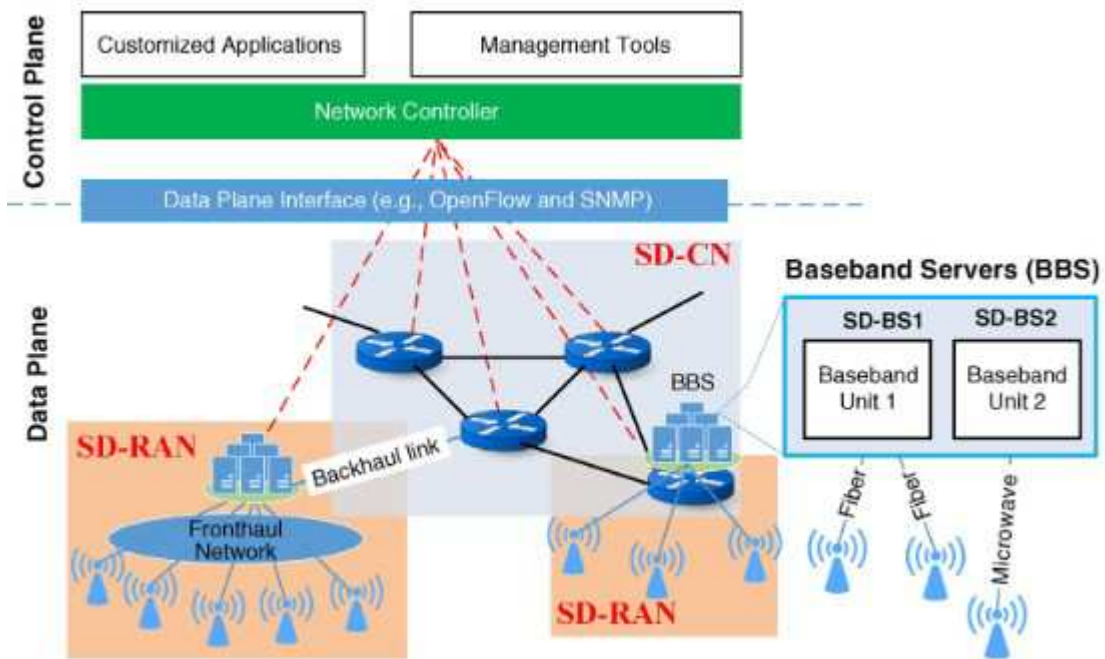 Control Plane
Customized Applications
Management Tools
Network Controller
Data Plane Interface (e.g., OpenFlow and SNMP)
Data Plane
SD-CN
Baseband Servers (BBS)
SD-BS1
SD-BS2
Baseband
Unit 1
Baseband
Unit 2
BBS
SD-RAN
Backhaul link
Fronthaul
Network
SD-RAN
Fiber
Fiber
Microwave